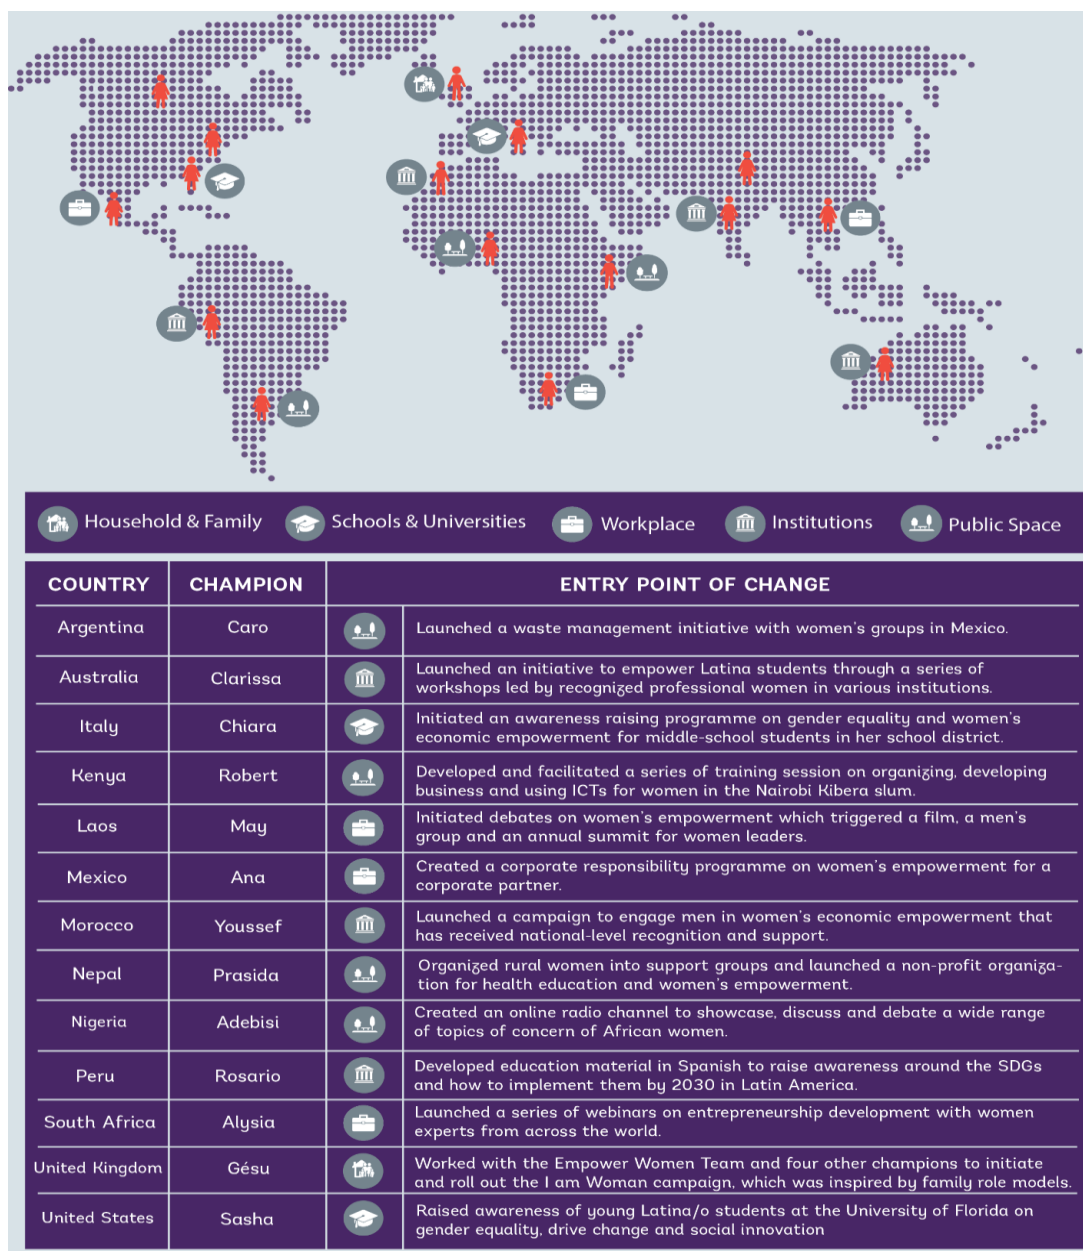 Household & Family
Schools & Universities
Workplace
Institutions
Public Space
COUNTRY
CHAMPION
ENTRY POINT OF CHANGE
Argentina
Caro
Launched a waste management initiative with women's groups in Mexico.
Australia
Clarissa
Launched an initiative to empower Latina students through a series of
workshops led by recognized professional women in various institutions.
Italy
Chiara
Initiated an awareness raising programme on gender equality and women's
economic empowerment for middle-school students in her school district.
Kenya
Robert
Developed and facilitated a series of training session on organizing, developing
business and using ICTs for women in the Nairobi Kibera slum.
Laos
May
Initiated debates on women's empowerment which triggered a film, a men's
group and an annual summit for women leaders.
Mexico
Ana
Created a corporate responsibility programme on women's empowerment for a
corporate partner.
Morocco
Youssef
Launched a campaign to engage men in women's economic empowerment that
has received national-level recognition and support.
Nepal
Prasida
Organized rural women into support groups and launched a non-profit organiza-
tion for health education and women's empowerment.
Nigeria
Adebisi
Created an online radio channel to showcase, discuss and debate a wide range
of topics of concern of African women.
Peru
Rosario
Developed education material in Spanish to raise awareness around the SDGs
and how to implement them by 2030 in Latin America.
South Africa
Alysia
Launched a series of webinars on entrepreneurship development with women
experts from across the world.
United Kingdom
Gésu
Worked with the Empower Women Team and four other champions to initiate
and roll out the I am Woman campaign, which was inspired by family role models.
United States
Sasha
Raised awareness of young Latina/o students at the University of Florida on
gender equality, drive change and social innovation